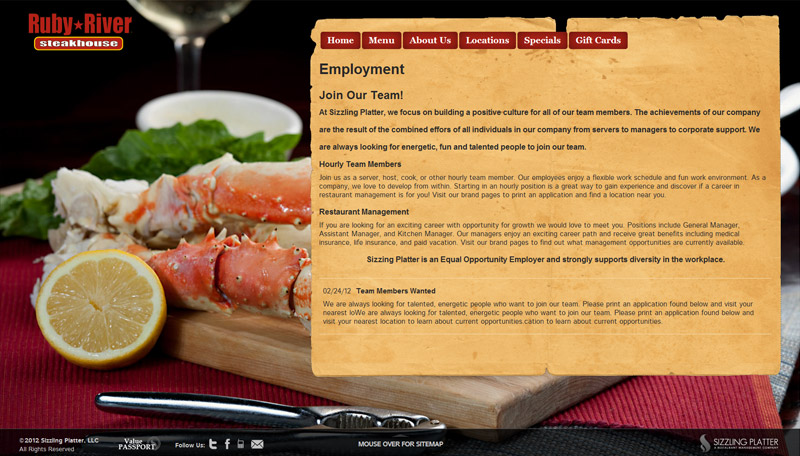 Ruby★River
steakhouse
Home Menu About Us Locations Specials Gift Cards
Employment
Join Our Team!
At Sizzling Platter, we focus on building a positive culture for all of our team members. The achievements of our company
are the result of the combined effors of all individuals in our company from servers to managers to corporate support. We
are always looking for energetic, fun and talented people to join our team.
Hourly Team Members
Join us as a server, host, cook, or other hourly team member. Our employees enjoy a flexible work schedule and fun work environment. As a
company, we love to develop from within. Starting in an hourly position is a great way to gain experience and discover if a career in
restaurant management is for you! Visit our brand pages to print an application and find a location near you.
Restaurant Management
If you are looking for an exciting career with opportunity for growth we would love to meet you. Positions include General Manager,
Assistant Manager, and Kitchen Manager. Our managers enjoy an exciting career path and receive great benefits including medical
insurance, life insurance, and paid vacation. Visit our brand pages to find out what management opportunities are currently available.
Sizzing Platter is an Equal Opportunity Employer and strongly supports diversity in the workplace.
02/24/12 Team Members Wanted
We are always looking for talented, energetic people who want to join our team. Please print an application found below and visit your
nearest loWe are always looking for talented, energetic people who want to join our team. Please print an application found below and
visit your nearest location to learn about current opportunities.cation to learn about current opportunities.
©2012 Sizzling Platter, LLC
All Rights Reserved
Value
PASSPORT
Follow Us:
MOUSE OVER FOR SITEMAP
SIZZLING PLATTER
A RESTAURANT MANAGEMENT COMPANY